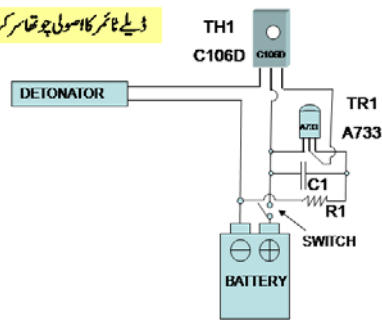 ڈیلے ٹائمر کا اصولی چوتھا
TH1
C106D
C106D
DETONATOR
TR1
A733
A733
C1
R1
SWITCH
BATTERY